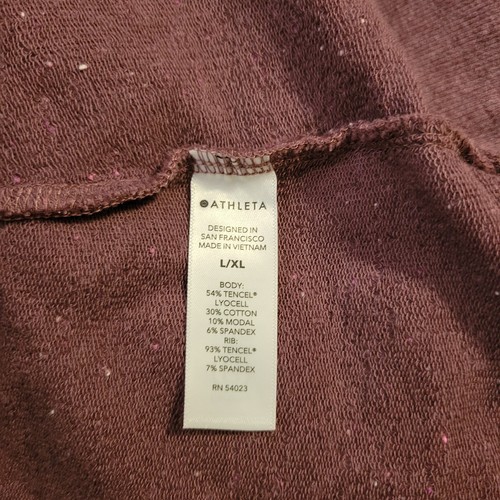 ATHLETA
DESIGNED IN
SAN FRANCISCO
MADE IN VIETNAM
L/XL
BODY:
54% TENCEL®
LYOCELL
30% COTTON
10% MODAL
6% SPANDEX
RIB:
93% TENCEL®
LYOCELL
7% SPANDEX
RN 54023